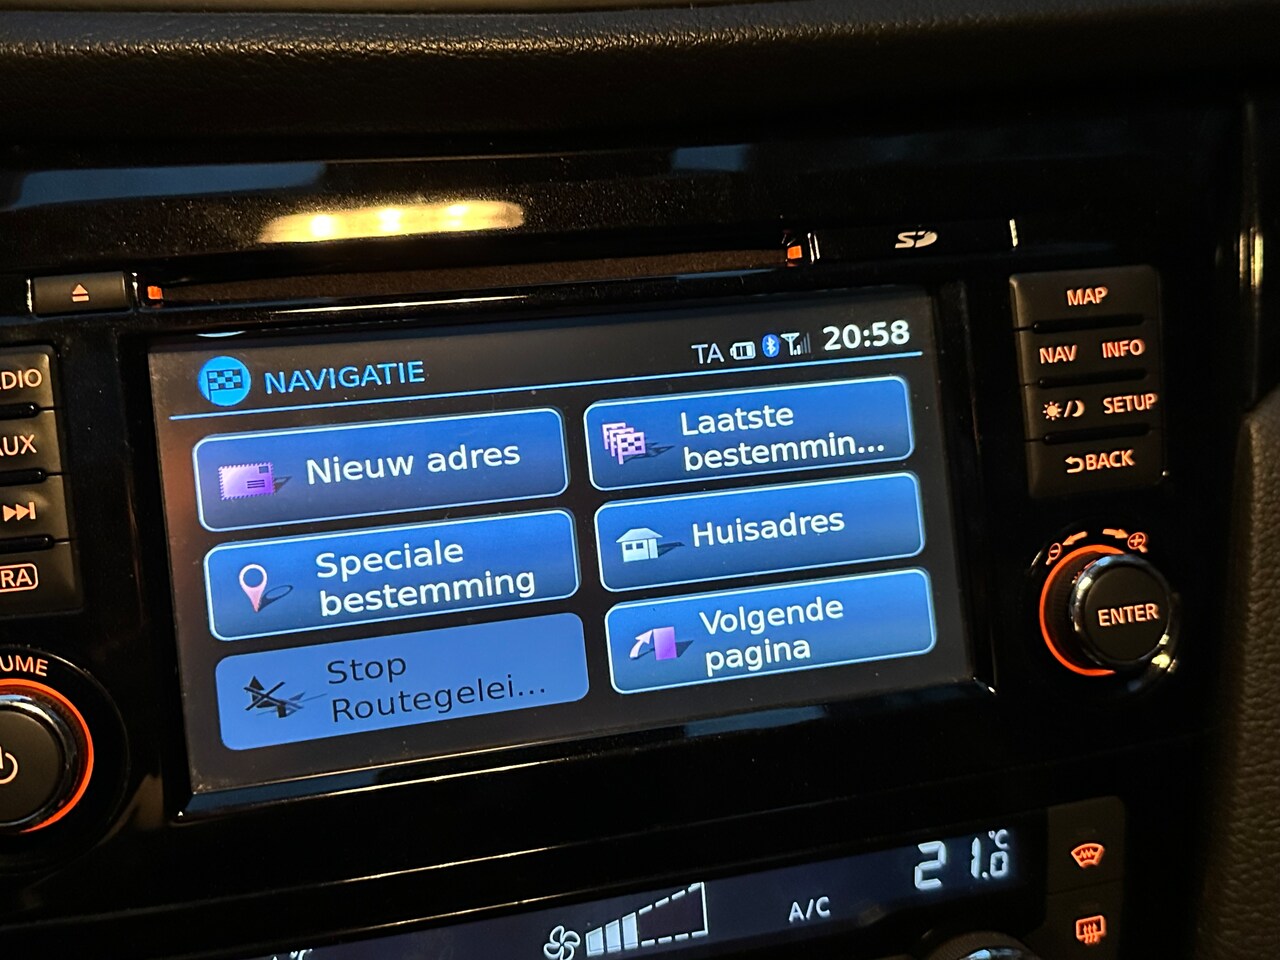 SD
MAP
NAV INFO
SETUP
BACK
ENTER
NAVIGATIE
TA 20:58
Nieuw adres
Laatste
bestemmin...
Speciale
bestemming
Huisadres
Stop
Routegelei...
Volgende
pagina
A/C
21.0 °C